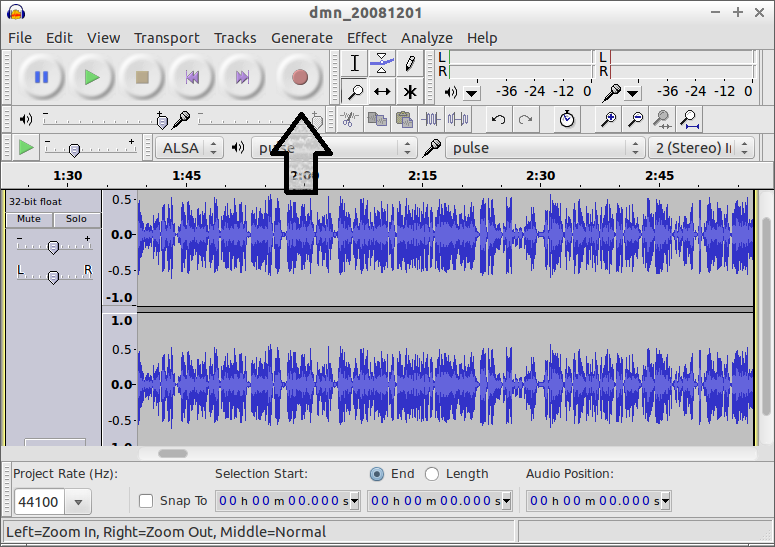 dmn_20081201
File Edit View Transport Tracks Generate Effect Analyze Help
L L
R R
-36 -24 -12 0 -36 -24 -12 0
- + - +
- + ALSA pulse pulse 2 (Stereo) I
1:30 1:45 2:00 2:15 2:30 2:45
32-bit float
Mute Solo
- +
L R
0.5
0.0
-0.5
-1.0
1.0
0.5
0.0
-0.5
-1.0
Project Rate (Hz): Selection Start: End Length Audio Position:
44100 Snap To 00 h 00 m 00.000 s 00 h 00 m 00.000 s 00 h 00 m 00.000 s
Left=Zoom In, Right=Zoom Out, Middle=Normal